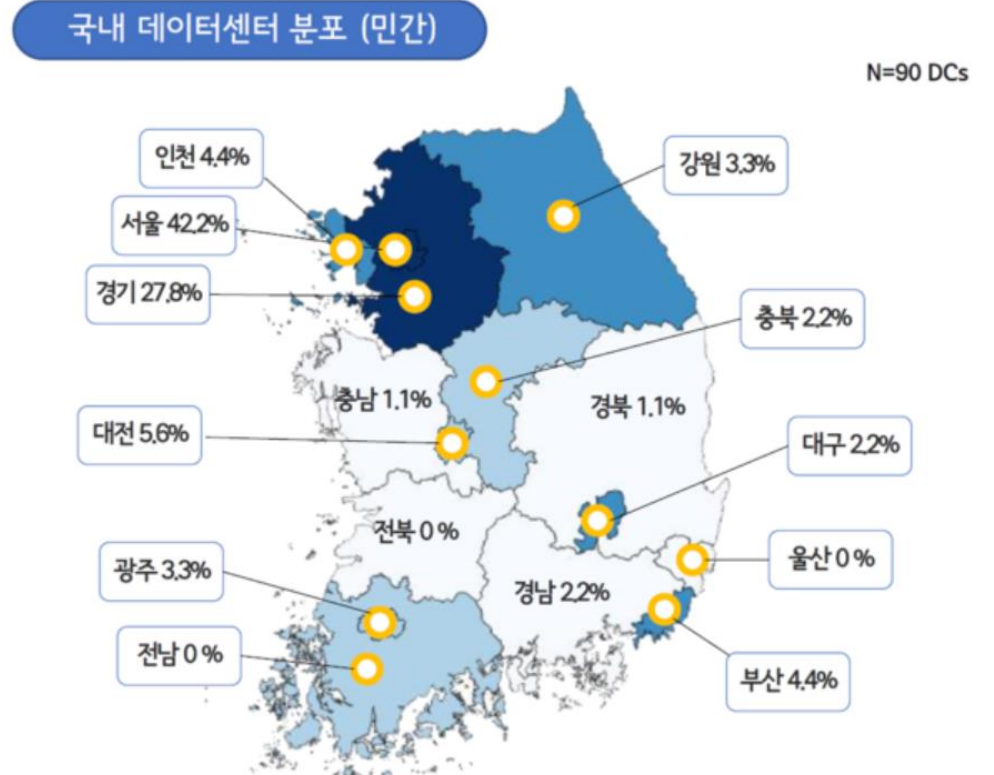 국내 데이터센터 분포 (민간)
N=90 DCs
인천 4.4%
강원 3.3%
서울 42.2%
경기 27.8%
충북 2.2%
충남 1.1%
경북 1.1%
대전 5.6%
대구 2.2%
전북 0 %
울산 0 %
광주 3.3%
경남 2.2%
전남 0 %
부산 4.4%